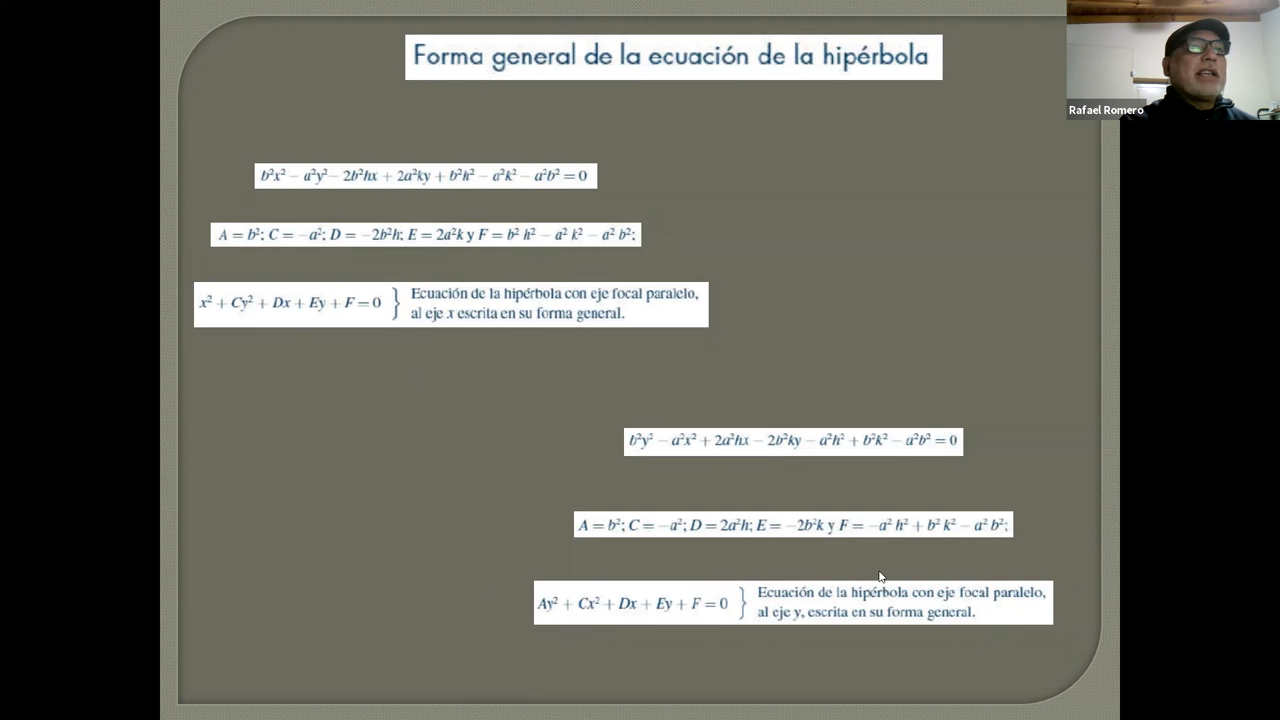 Forma general de la ecuación de la hipérbola
Rafael Romero
b²x² − a²y² − 2b²hx + 2a²ky + b²h² − a²k² − a²b² = 0
A = b²; C = −a²; D = −2b²h; E = 2a²k y F = b² h² − a² k² − a² b²;
x² + Cy² + Dx + Ey + F = 0 } Ecuación de la hipérbola con eje focal paralelo,
al eje x escrita en su forma general.
b²y² − a²x² + 2a²hx − 2b²ky − a²h² + b²k² − a²b² = 0
A = b²; C = −a²; D = 2a²h; E = −2b²k y F = −a² h² + b² k² − a² b²;
Ay² + Cx² + Dx + Ey + F = 0 } Ecuación de la hipérbola con eje focal paralelo,
al eje y, escrita en su forma general.